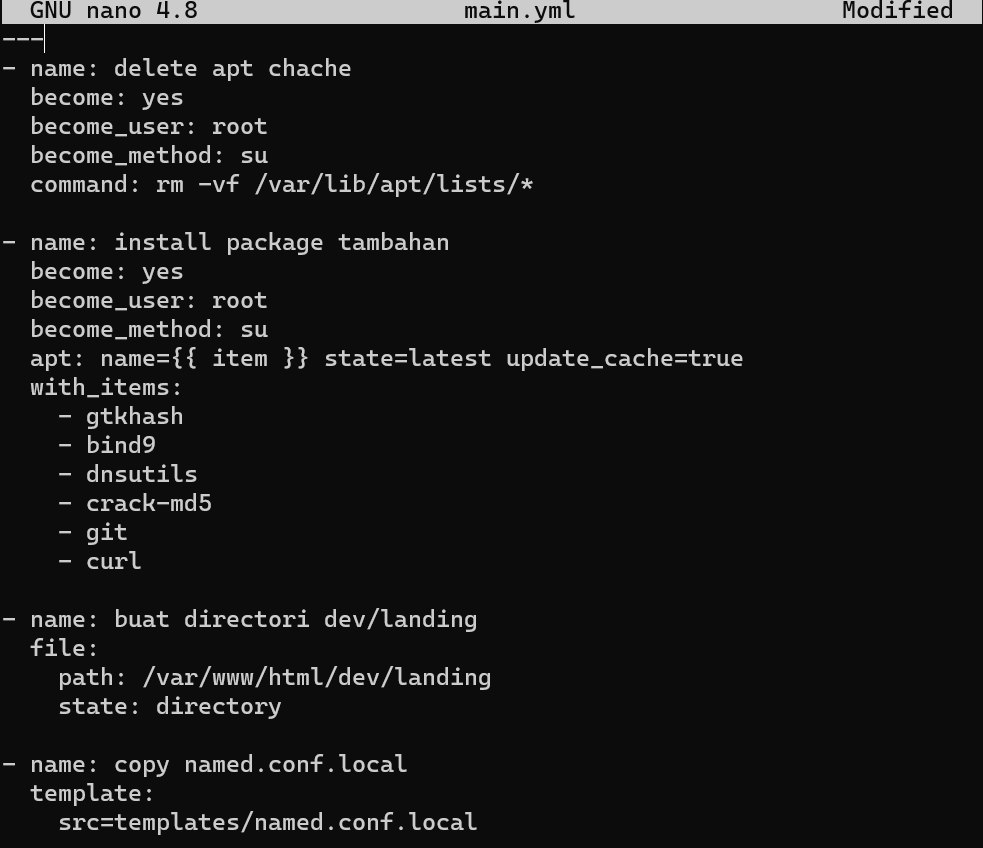 GNU nano 4.8 main.yml Modified
---
- name: delete apt chache
  become: yes
  become_user: root
  become_method: su
  command: rm -vf /var/lib/apt/lists/*

- name: install package tambahan
  become: yes
  become_user: root
  become_method: su
  apt: name={{ item }} state=latest update_cache=true
  with_items:
    - gtkhash
    - bind9
    - dnsutils
    - crack-md5
    - git
    - curl

- name: buat directori dev/landing
  file:
    path: /var/www/html/dev/landing
    state: directory

- name: copy named.conf.local
  template:
    src=templates/named.conf.local